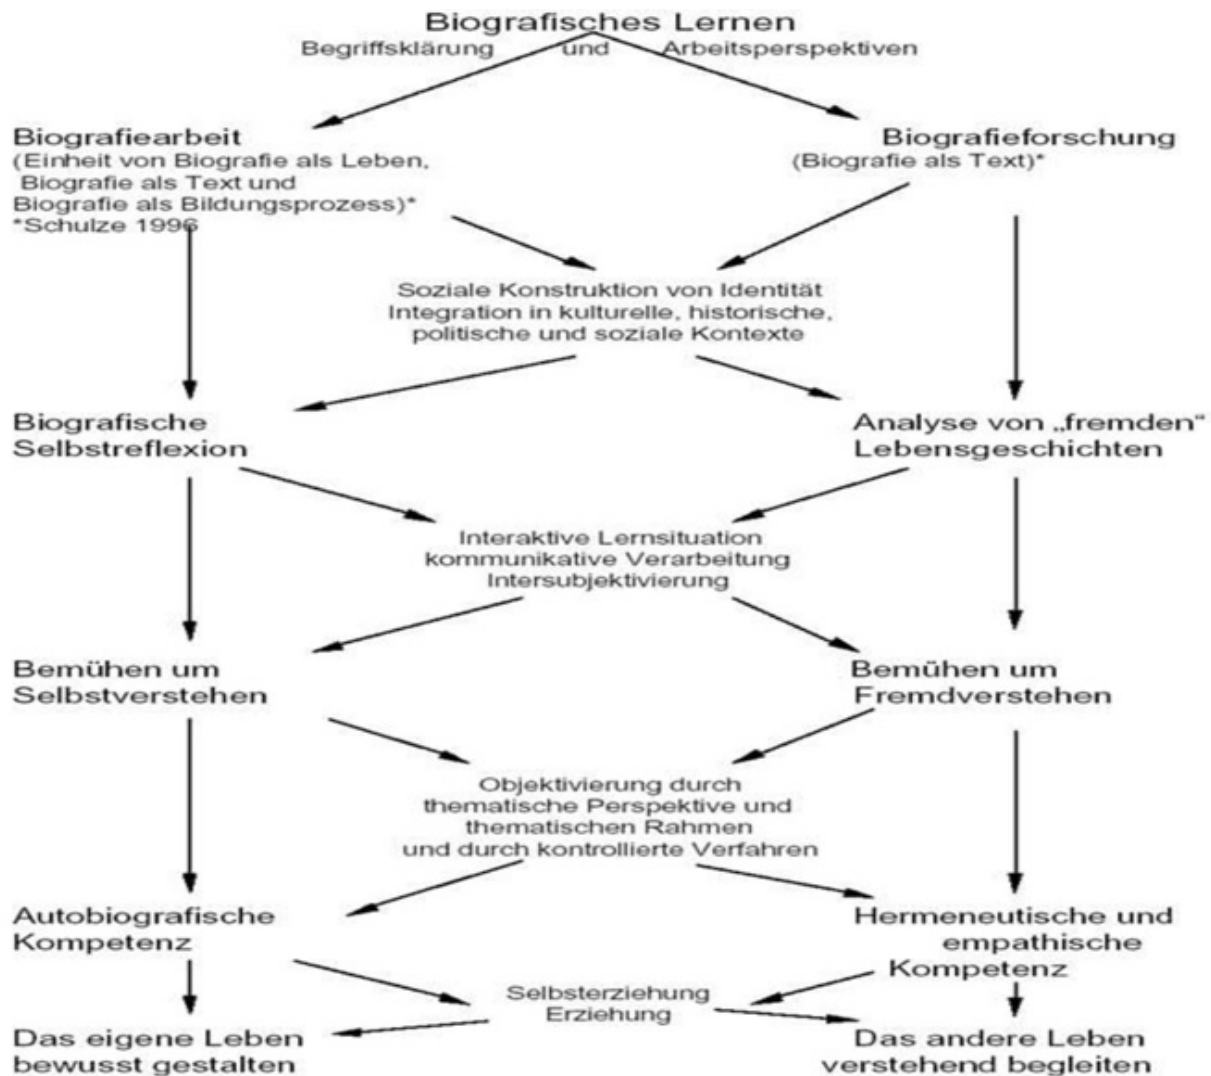 Biografisches Lernen
Begriffsklärung und Arbeitsperspektiven
Biografiearbeit
(Einheit von Biografie als Leben,
Biografie als Text und
Biografie als Bildungsprozess)*
*Schulze 1996
Biografieforschung
(Biografie als Text)*
Soziale Konstruktion von Identität
Integration in kulturelle, historische,
politische und soziale Kontexte
Biografische
Selbstreflexion
Analyse von „fremden“
Lebensgeschichten
Interaktive Lernsituation
kommunikative Verarbeitung
Intersubjektivierung
Bemühen um
Selbstverstehen
Bemühen um
Fremdverstehen
Objektivierung durch
thematische Perspektive und
thematischen Rahmen
und durch kontrollierte Verfahren
Autobiografische
Kompetenz
Hermeneutische und
empathische
Kompetenz
Selbsterziehung
Erziehung
Das eigene Leben
bewusst gestalten
Das andere Leben
verstehend begleiten